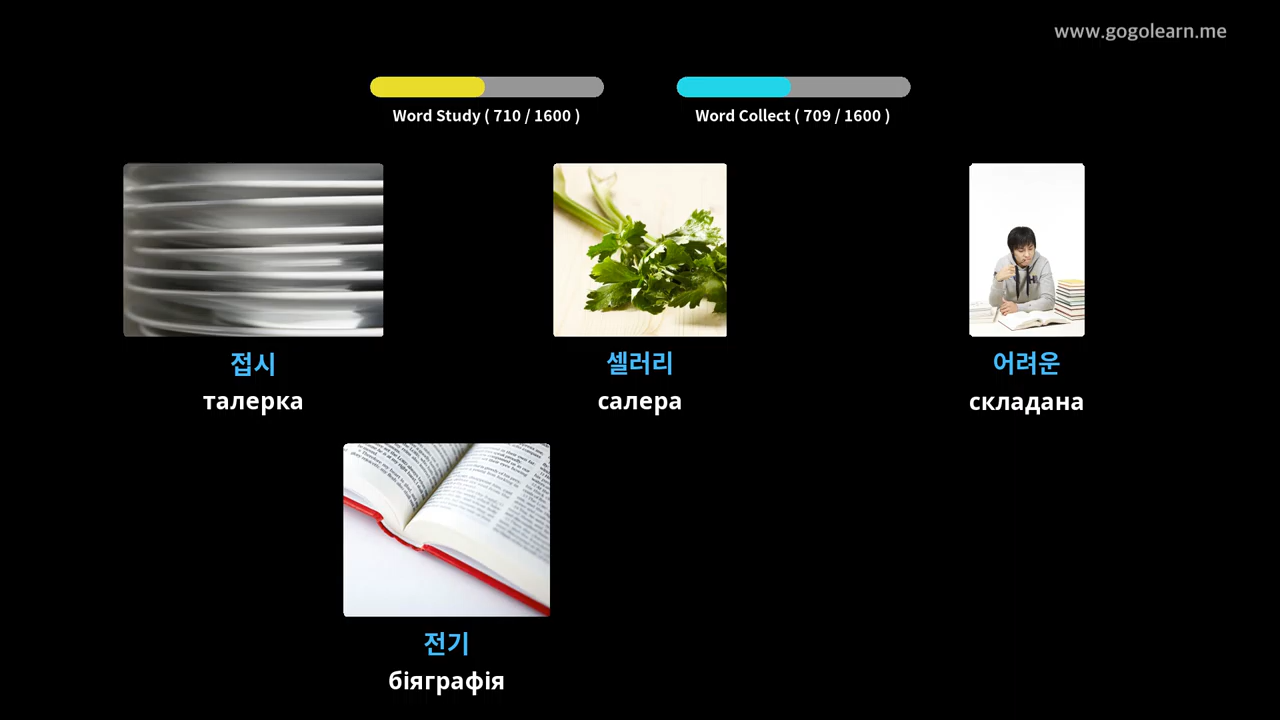 www.gogolearn.me
Word Study ( 710 / 1600 )
Word Collect ( 709 / 1600 )
접시
талерка
셀러리
салера
어려운
складана
전기
біяграфія